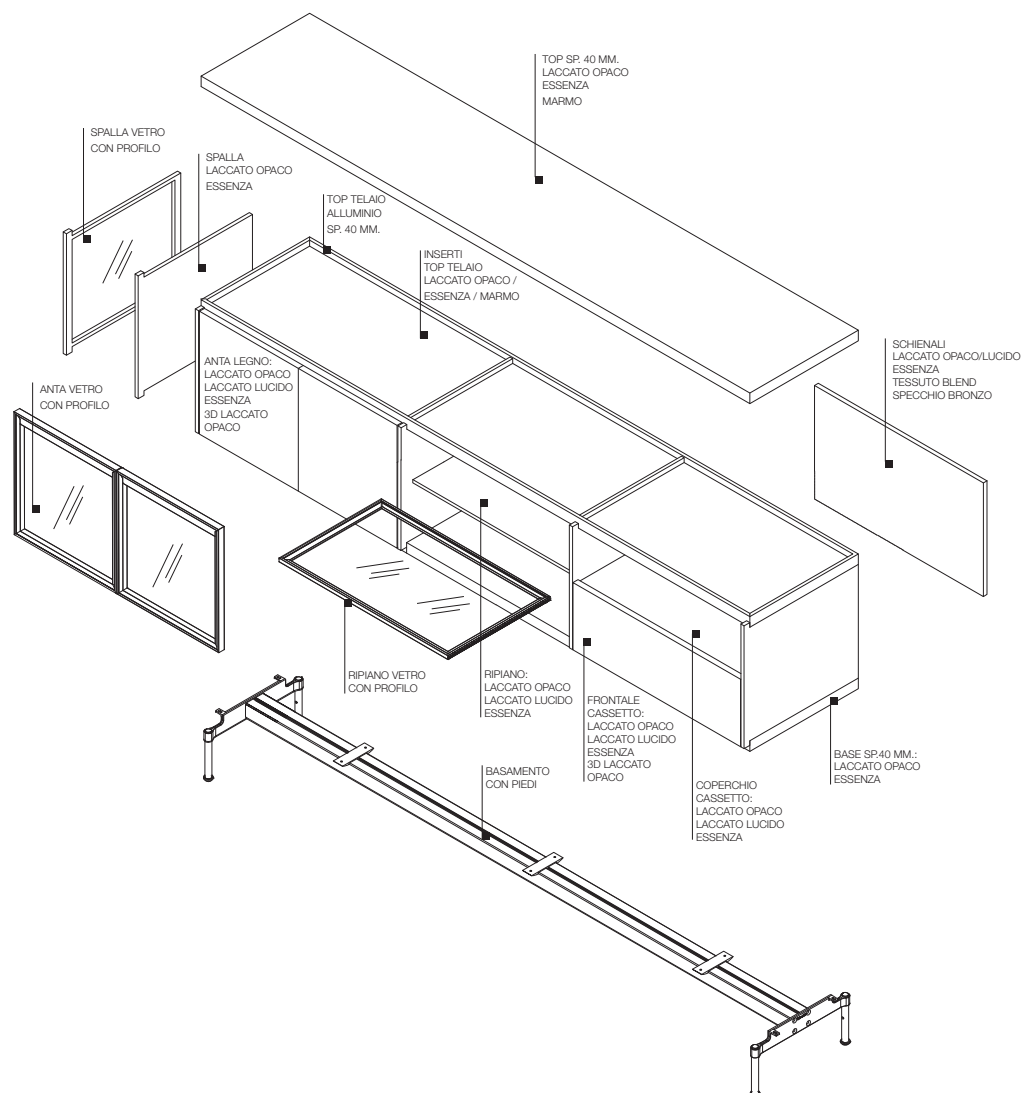 TOP SP. 40 MM.
LACCATO OPACO
ESSENZA
MARMO
SPALLA VETRO
CON PROFILO
SPALLA
LACCATO OPACO
ESSENZA
TOP TELAIO
ALLUMINIO
SP. 40 MM.
INSERTI
TOP TELAIO
LACCATO OPACO /
ESSENZA / MARMO
SCHIENALI
LACCATO OPACO/LUCIDO
ESSENZA
TESSUTO BLEND
SPECCHIO BRONZO
ANTA LEGNO:
LACCATO OPACO
LACCATO LUCIDO
ESSENZA
3D LACCATO
OPACO
ANTA VETRO
CON PROFILO
RIPIANO VETRO
CON PROFILO
RIPIANO:
LACCATO OPACO
LACCATO LUCIDO
ESSENZA
FRONTALE
CASSETTO:
LACCATO OPACO
LACCATO LUCIDO
ESSENZA
3D LACCATO
OPACO
BASE SP.40 MM.:
LACCATO OPACO
ESSENZA
BASAMENTO
CON PIEDI
COPERCHIO
CASSETTO:
LACCATO OPACO
LACCATO LUCIDO
ESSENZA